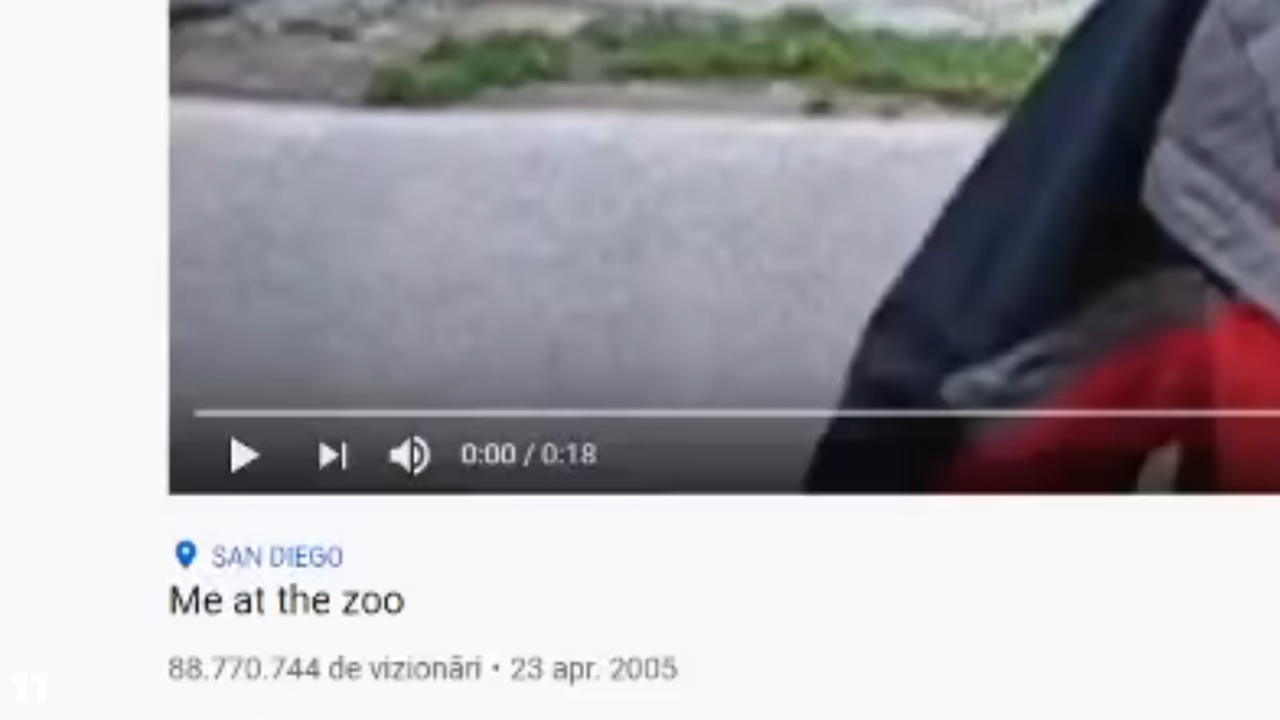 0:00 / 0:18
SAN DIEGO
Me at the zoo
88.770.744 de vizionări • 23 apr. 2005
11